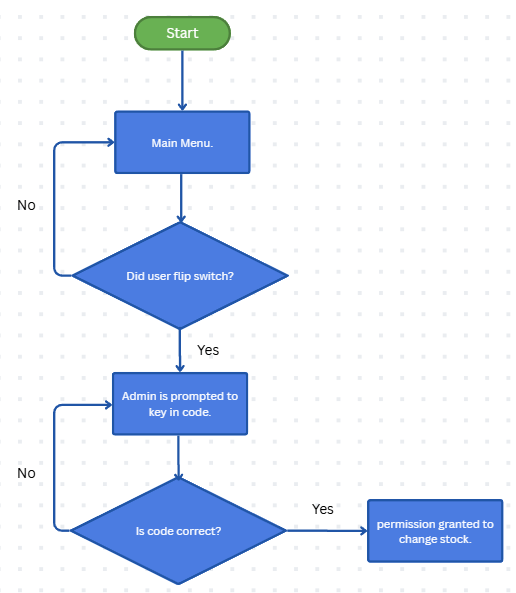 Start
Main Menu.
No
Did user flip switch?
Yes
Admin is prompted to
key in code.
No
Is code correct?
Yes
permission granted to
change stock.